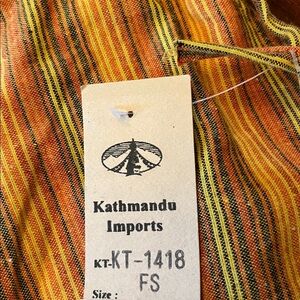 Kathmandu
Imports
KT-KT-1418
FS
Size :